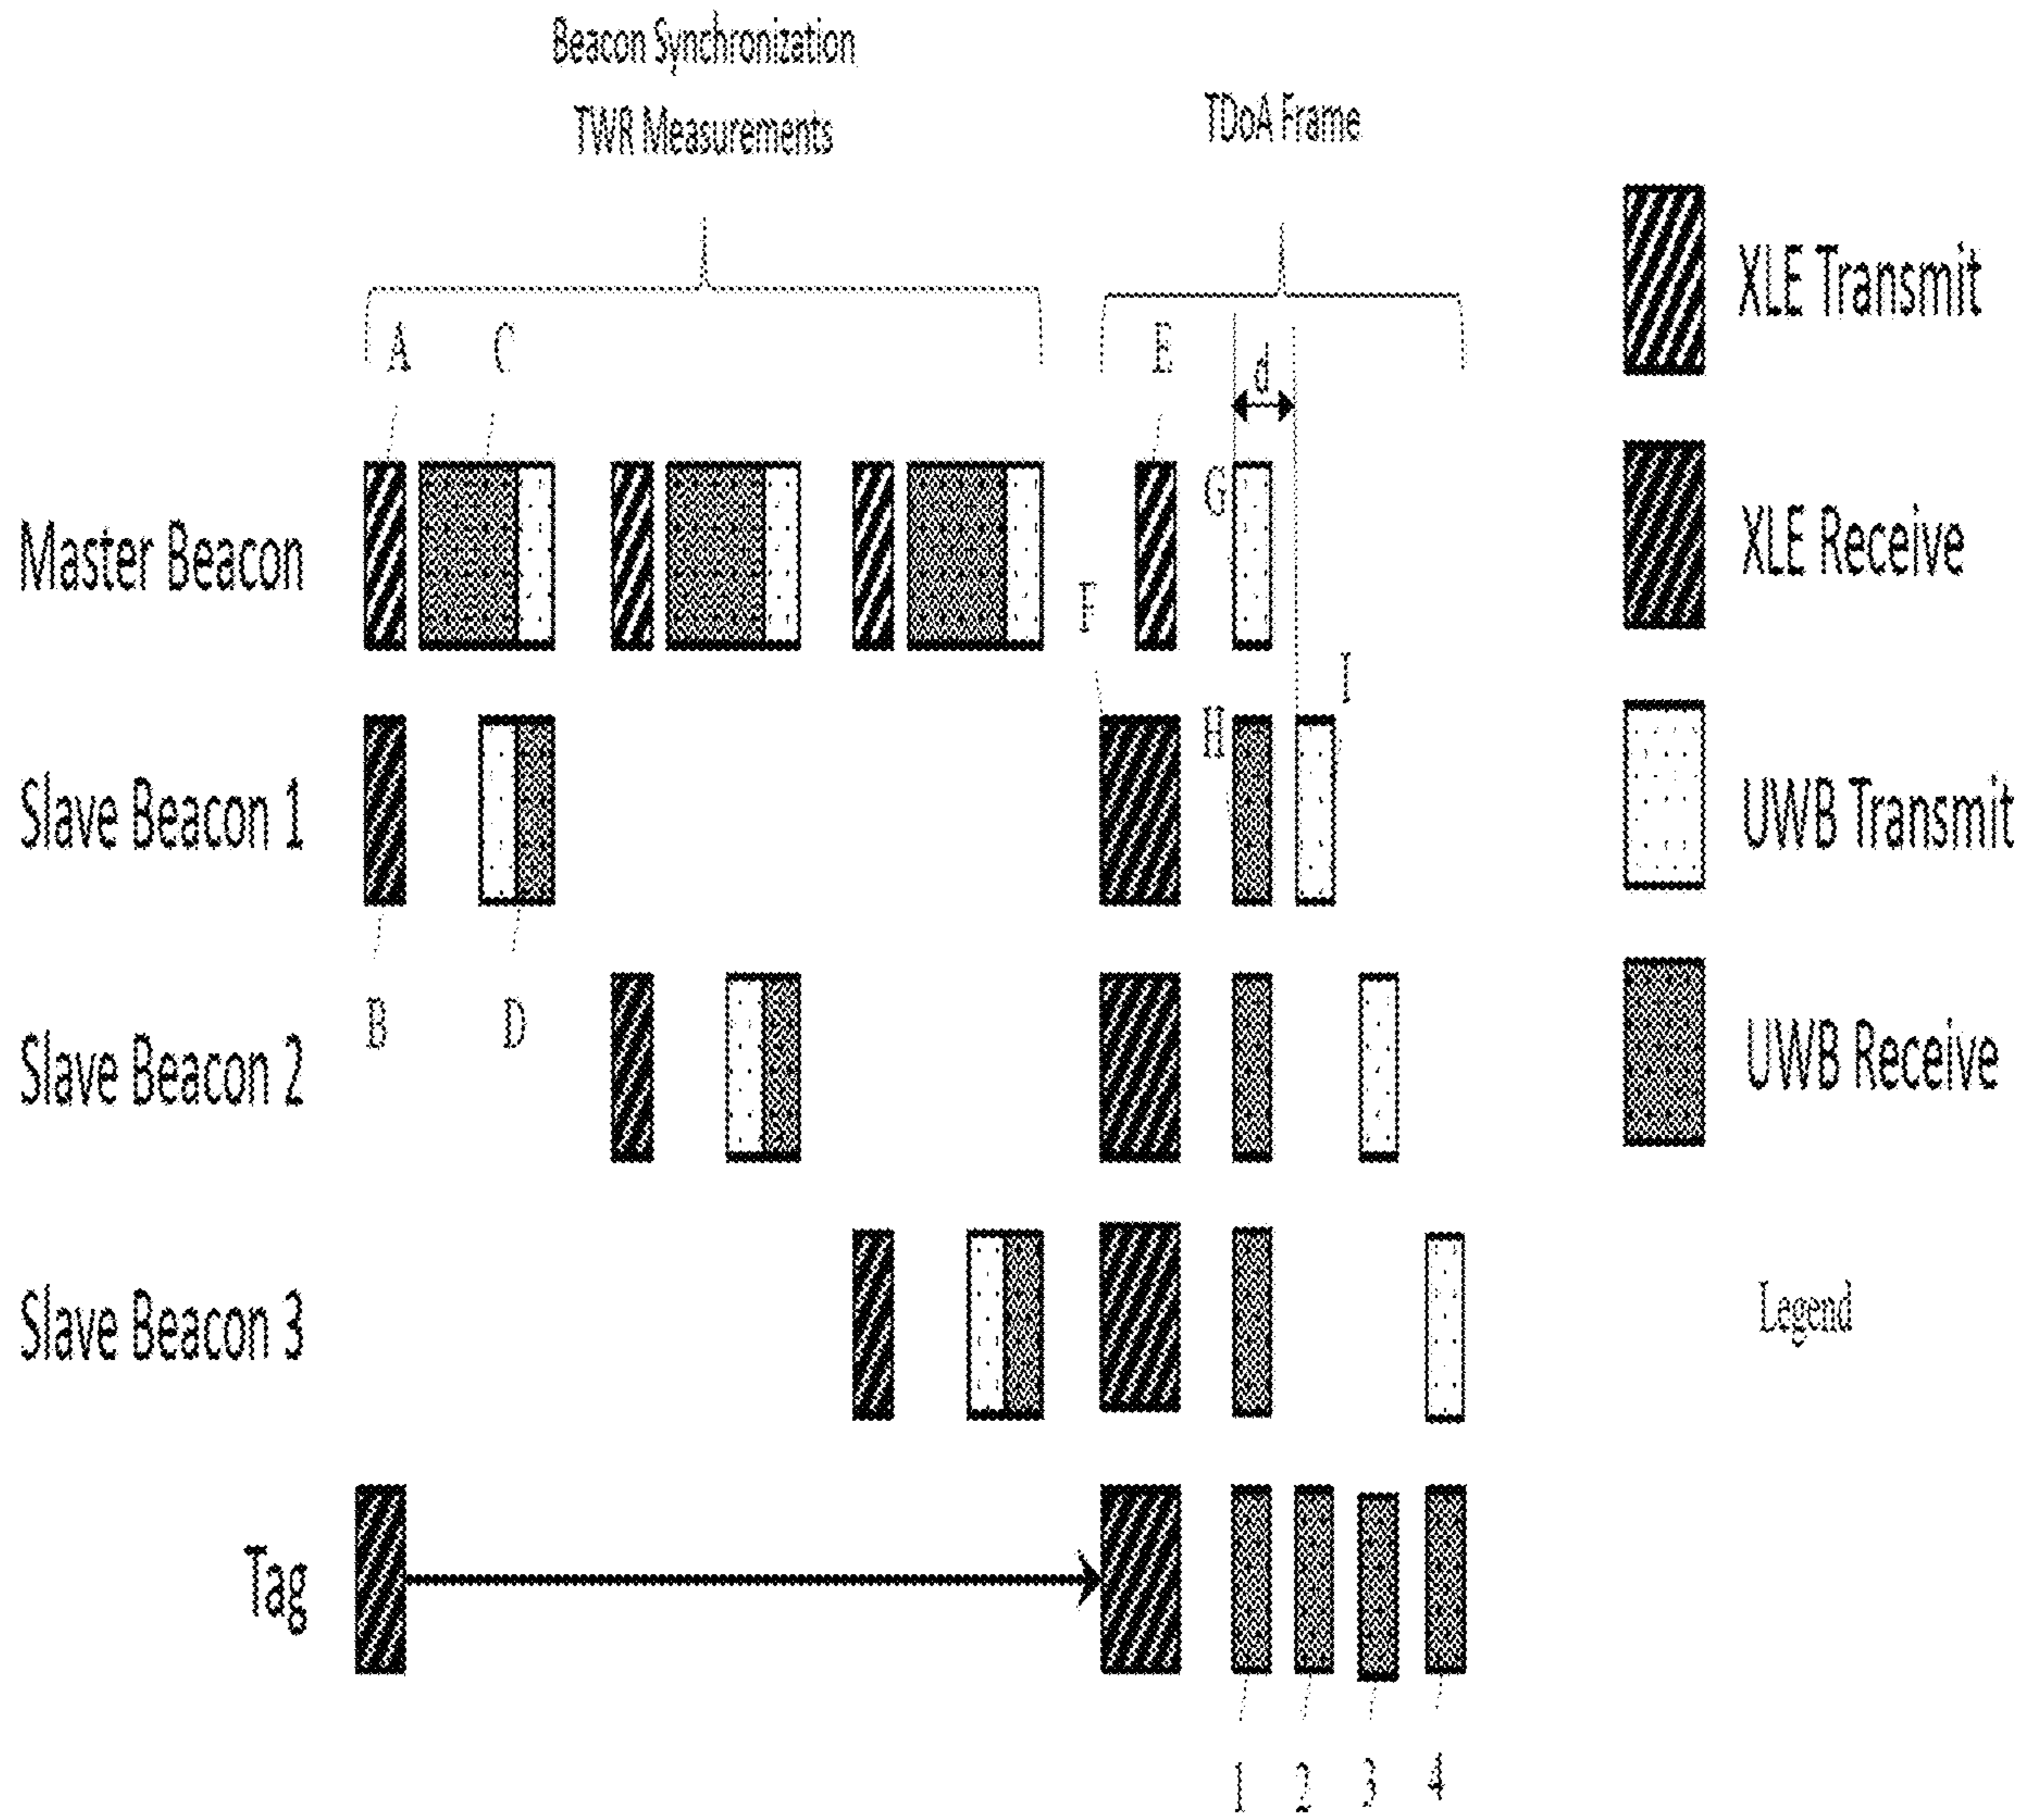 Beacon Synchronization
TWR Measurements
TDoA Frame
A
C
E
d
XLE Transmit
Master Beacon
G
F
XLE Receive
I
Slave Beacon 1
H
UWB Transmit
B
D
Slave Beacon 2
UWB Receive
Slave Beacon 3
Legend
Tag
1
2
3
4